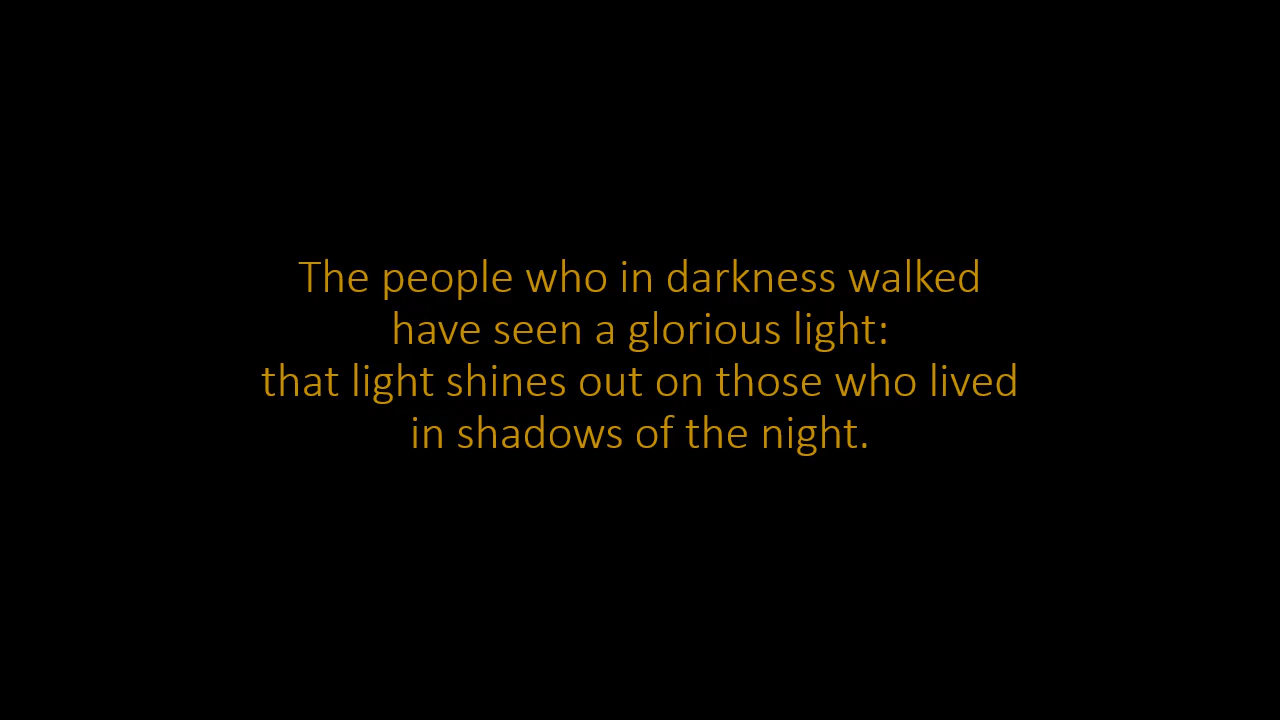 The people who in darkness walked
have seen a glorious light:
that light shines out on those who lived
in shadows of the night.